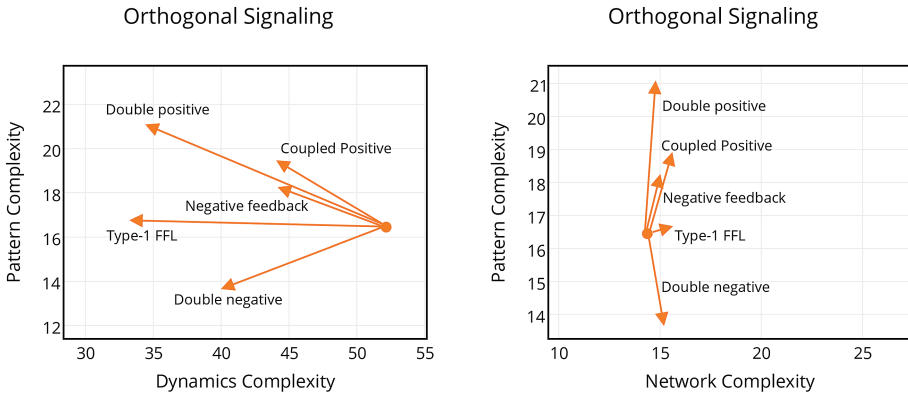 Orthogonal Signaling
Pattern Complexity
22
20
18
16
14
12
Double positive
Coupled Positive
Negative feedback
Type-1 FFL
Double negative
30 35 40 45 50 55
Dynamics Complexity
Orthogonal Signaling
Pattern Complexity
21
20
19
18
17
16
15
14
Double positive
Coupled Positive
Negative feedback
Type-1 FFL
Double negative
10 15 20 25
Network Complexity